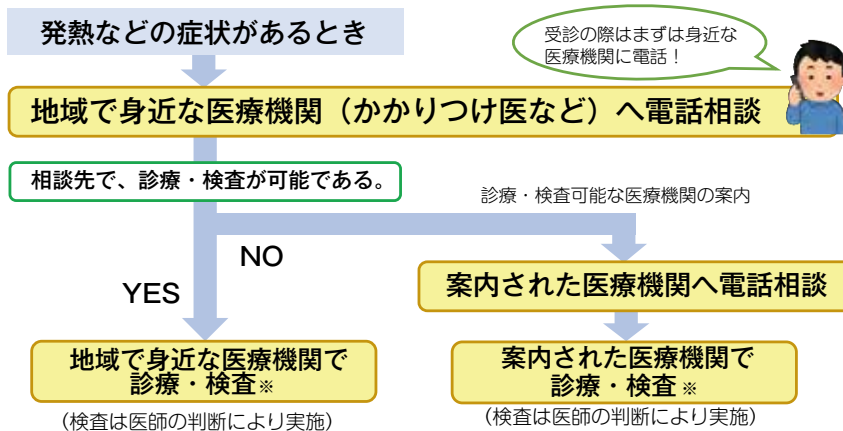 発熱などの症状があるとき
受診の際はまずは身近な
医療機関に電話！
地域で身近な医療機関（かかりつけ医など）へ電話相談
相談先で、診療・検査が可能である。
診療・検査可能な医療機関の案内
NO
YES
案内された医療機関へ電話相談
地域で身近な医療機関で
診療・検査※
（検査は医師の判断により実施）
案内された医療機関で
診療・検査※
（検査は医師の判断により実施）